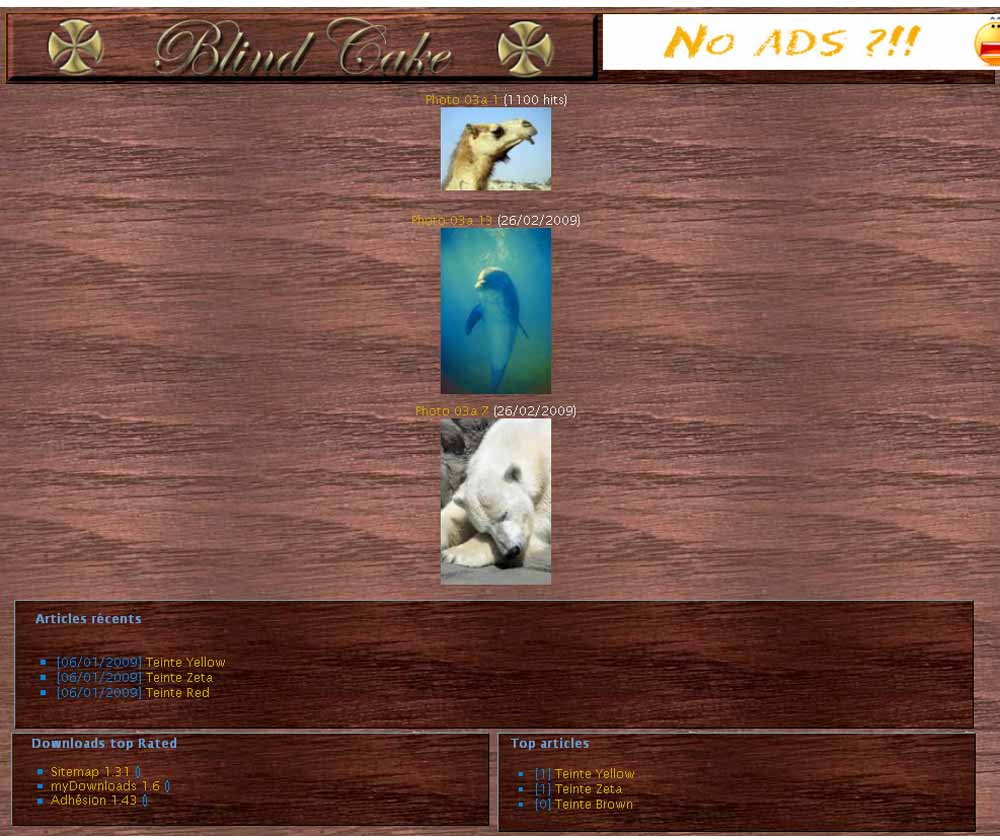 Blind Cake
No ADS ?!!
Photo 03a 1 (1100 hits)
Photo 03a 13 (26/02/2009)
Photo 03a 7 (26/02/2009)
Articles récents
[06/01/2009] Teinte Yellow
[06/01/2009] Teinte Zeta
[06/01/2009] Teinte Red
Downloads top Rated
Sitemap 1.31 ()
myDownloads 1.6 ()
Adhésion 1.43 ()
Top articles
[1] Teinte Yellow
[1] Teinte Zeta
[0] Teinte Brown